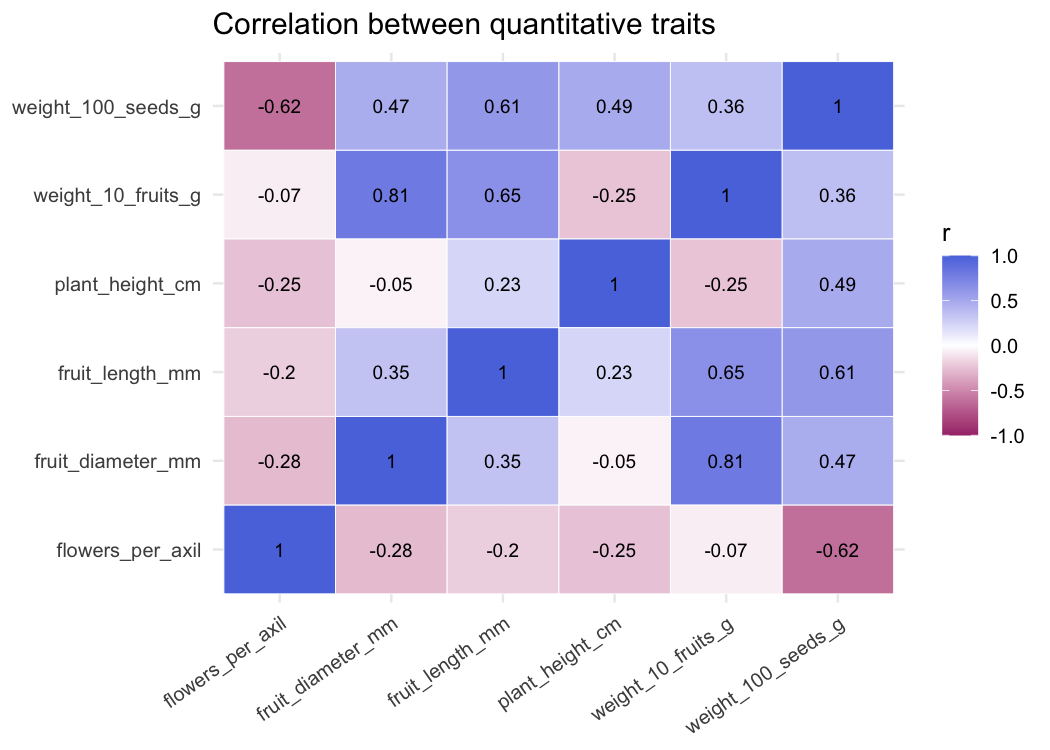 Correlation between quantitative traits
weight_100_seeds_g -0.62 0.47 0.61 0.49 0.36 1
weight_10_fruits_g -0.07 0.81 0.65 -0.25 1 0.36
plant_height_cm -0.25 -0.05 0.23 1 -0.25 0.49
fruit_length_mm -0.2 0.35 1 0.23 0.65 0.61
fruit_diameter_mm -0.28 1 0.35 -0.05 0.81 0.47
flowers_per_axil 1 -0.28 -0.2 -0.25 -0.07 -0.62
flowers_per_axil fruit_diameter_mm fruit_length_mm plant_height_cm weight_10_fruits_g weight_100_seeds_g
r
1.0
0.5
0.0
-0.5
-1.0